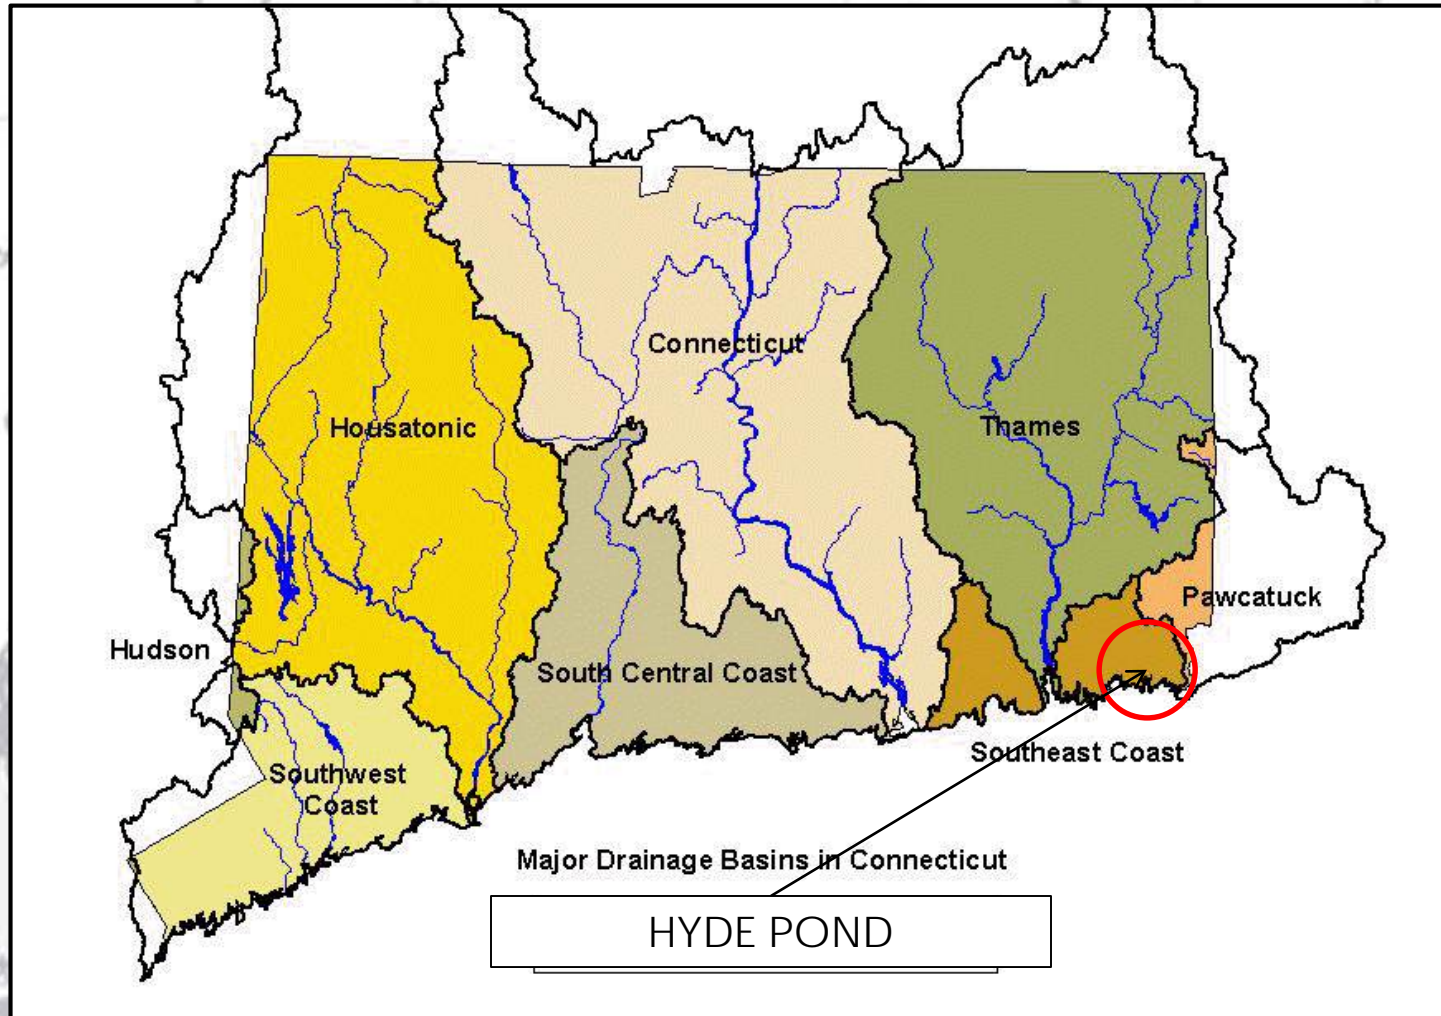 Connecticut
Housatonic
Thames
Pawcatuck
Hudson
South Central Coast
Southeast Coast
Southwest
Coast
Major Drainage Basins in Connecticut
HYDE POND